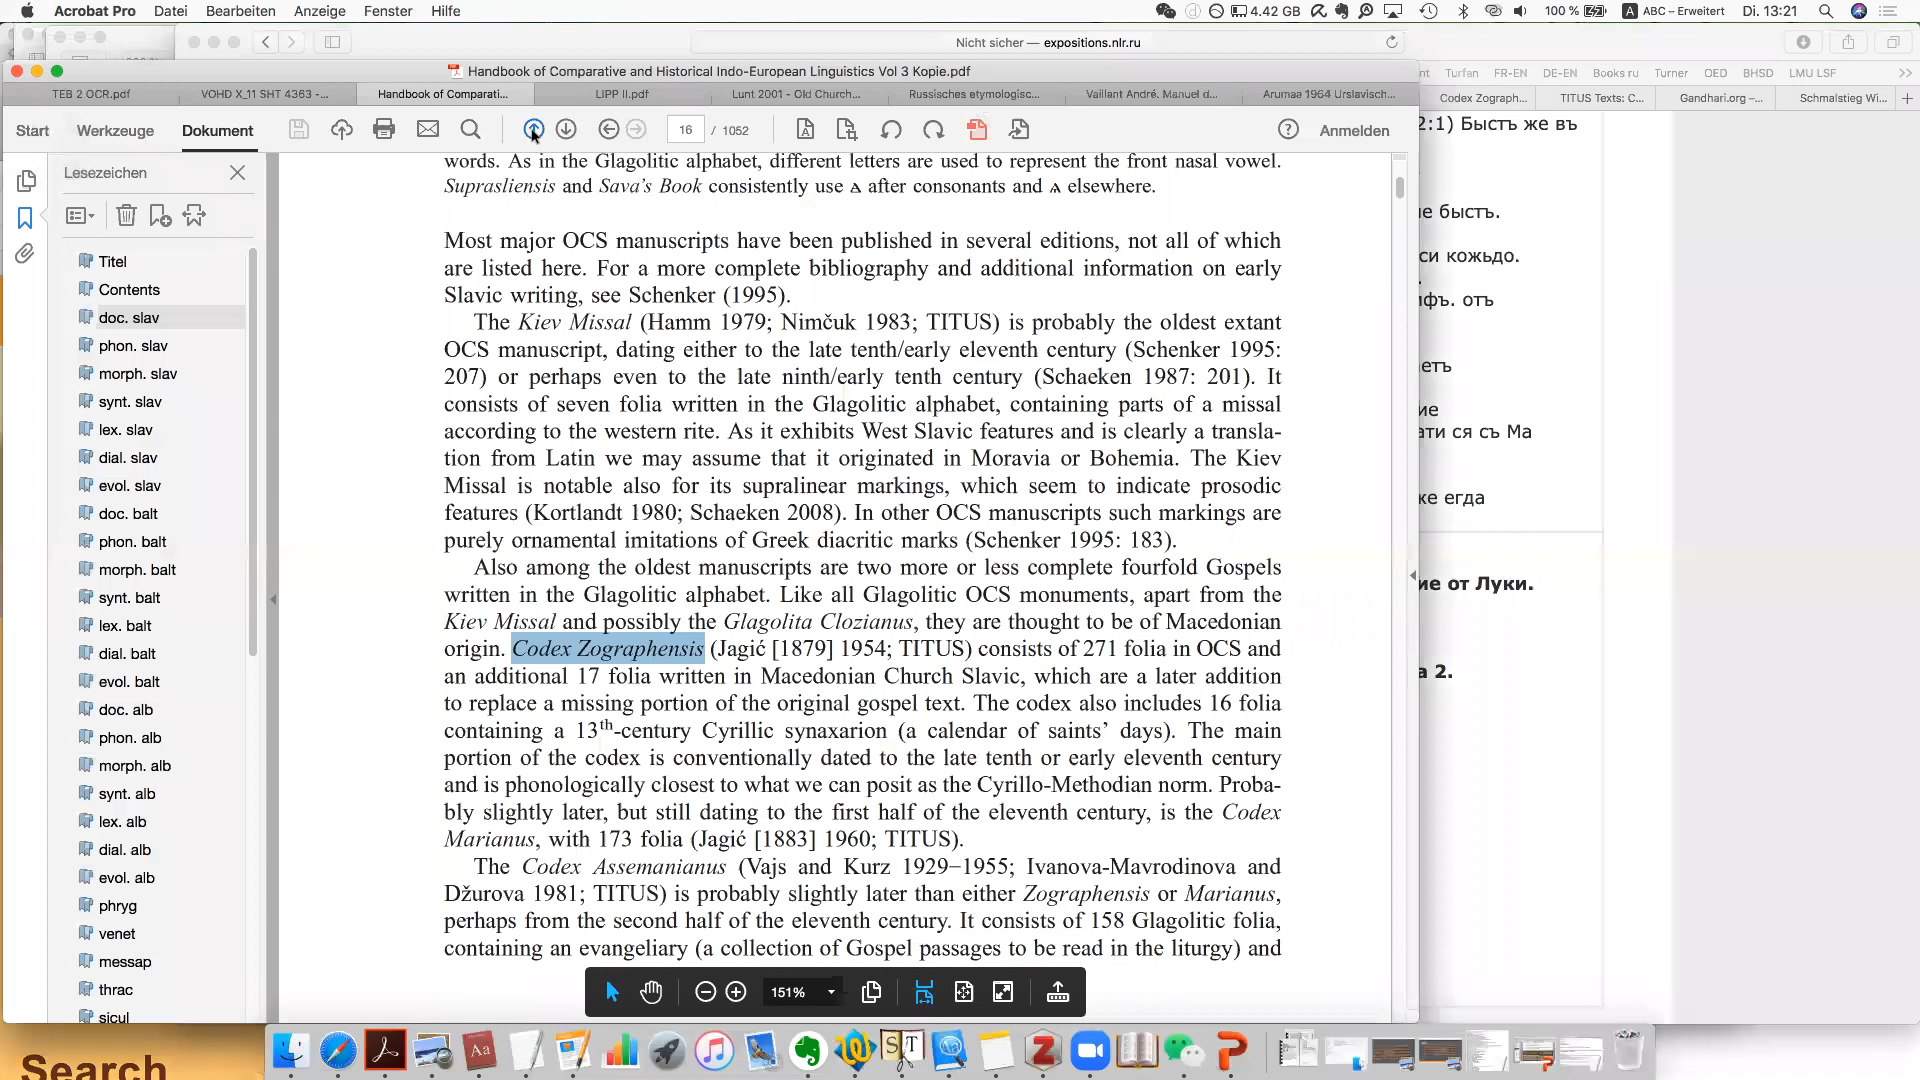 Acrobat Pro Datei Bearbeiten Anzeige Fenster Hilfe 4.42 GB 100 % ABC – Erweitert Di. 13:21
Nicht sicher — expositions.nlr.ru
Handbook of Comparative and Historical Indo-European Linguistics Vol 3 Kopie.pdf
Turfan FR-EN DE-EN Books ru Turner OED BHSD LMU LSF
TEB 2 OCR.pdf VOHD X_11 SHT 4363 -... Handbook of Comparati... LIPP II.pdf Lunt 2001 - Old Church... Russisches etymologisc... Vaillant André. Manuel d... Arumae 1964 Urslavisch... Codex Zograph... TITUS Texts: C... Gandhari.org –... Schmalstieg Wi...
Start Werkzeuge Dokument 16 / 1052 Anmelden
2:1) Быстъ же въ
Lesezeichen
Titel
Contents
doc. slav
phon. slav
morph. slav
synt. slav
lex. slav
dial. slav
evol. slav
doc. balt
phon. balt
morph. balt
synt. balt
lex. balt
dial. balt
evol. balt
doc. alb
phon. alb
morph. alb
synt. alb
lex. alb
dial. alb
evol. alb
phryg
venet
messap
thrac
sicul
words. As in the Glagolitic alphabet, different letters are used to represent the front nasal vowel.
Suprasliensis and Sava's Book consistently use after consonants and ѧ elsewhere.
Most major OCS manuscripts have been published in several editions, not all of which
are listed here. For a more complete bibliography and additional information on early
Slavic writing, see Schenker (1995).
The Kiev Missal (Hamm 1979; Nimčuk 1983; TITUS) is probably the oldest extant
OCS manuscript, dating either to the late tenth/early eleventh century (Schenker 1995:
207) or perhaps even to the late ninth/early tenth century (Schaeken 1987: 201). It
consists of seven folia written in the Glagolitic alphabet, containing parts of a missal
according to the western rite. As it exhibits West Slavic features and is clearly a transla-
tion from Latin we may assume that it originated in Moravia or Bohemia. The Kiev
Missal is notable also for its supralinear markings, which seem to indicate prosodic
features (Kortlandt 1980; Schaeken 2008). In other OCS manuscripts such markings are
purely ornamental imitations of Greek diacritic marks (Schenker 1995: 183).
Also among the oldest manuscripts are two more or less complete fourfold Gospels
written in the Glagolitic alphabet. Like all Glagolitic OCS monuments, apart from the
Kiev Missal and possibly the Glagolita Clozianus, they are thought to be of Macedonian
origin. Codex Zographensis (Jagić [1879] 1954; TITUS) consists of 271 folia in OCS and
an additional 17 folia written in Macedonian Church Slavic, which are a later addition
to replace a missing portion of the original gospel text. The codex also includes 16 folia
containing a 13th-century Cyrillic synaxarion (a calendar of saints' days). The main
portion of the codex is conventionally dated to the late tenth or early eleventh century
and is phonologically closest to what we can posit as the Cyrillo-Methodian norm. Proba-
bly slightly later, but still dating to the first half of the eleventh century, is the Codex
Marianus, with 173 folia (Jagić [1883] 1960; TITUS).
The Codex Assemanianus (Vajs and Kurz 1929−1955; Ivanova-Mavrodinova and
Džurova 1981; TITUS) is probably slightly later than either Zographensis or Marianus,
perhaps from the second half of the eleventh century. It consists of 158 Glagolitic folia,
containing an evangeliary (a collection of Gospel passages to be read in the liturgy) and
151%
быстъ.
си кожьдо.
отъ
етъ
ие
ати ся съ Ма
же егда
ие от Луки.
а 2.
Search